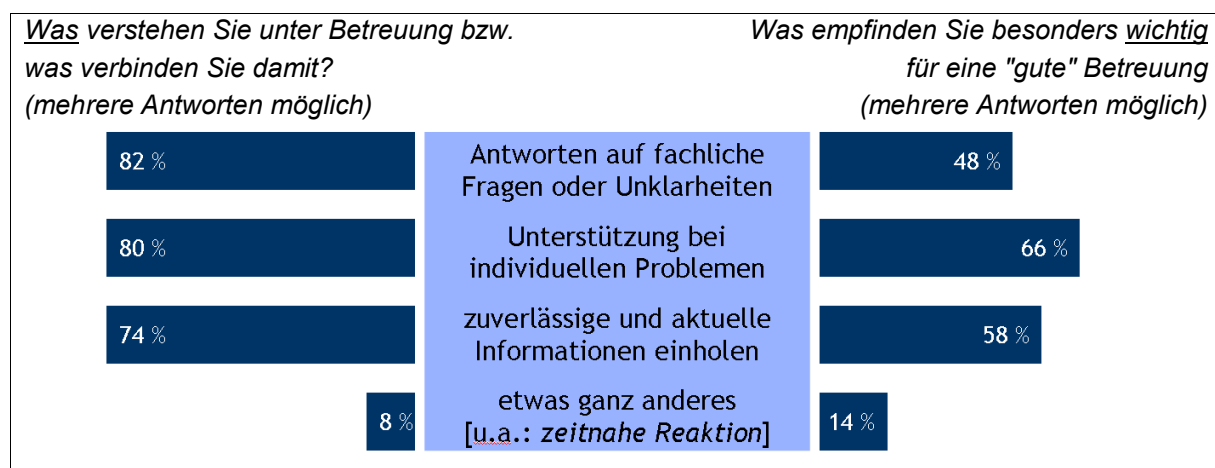 Was verstehen Sie unter Betreuung bzw.
was verbinden Sie damit?
(mehrere Antworten möglich)
Was empfinden Sie besonders wichtig
für eine "gute" Betreuung
(mehrere Antworten möglich)
82 %
Antworten auf fachliche
Fragen oder Unklarheiten
48 %
80 %
Unterstützung bei
individuellen Problemen
66 %
74 %
zuverlässige und aktuelle
Informationen einholen
58 %
8 %
etwas ganz anderes
[u.a.: zeitnahe Reaktion]
14 %